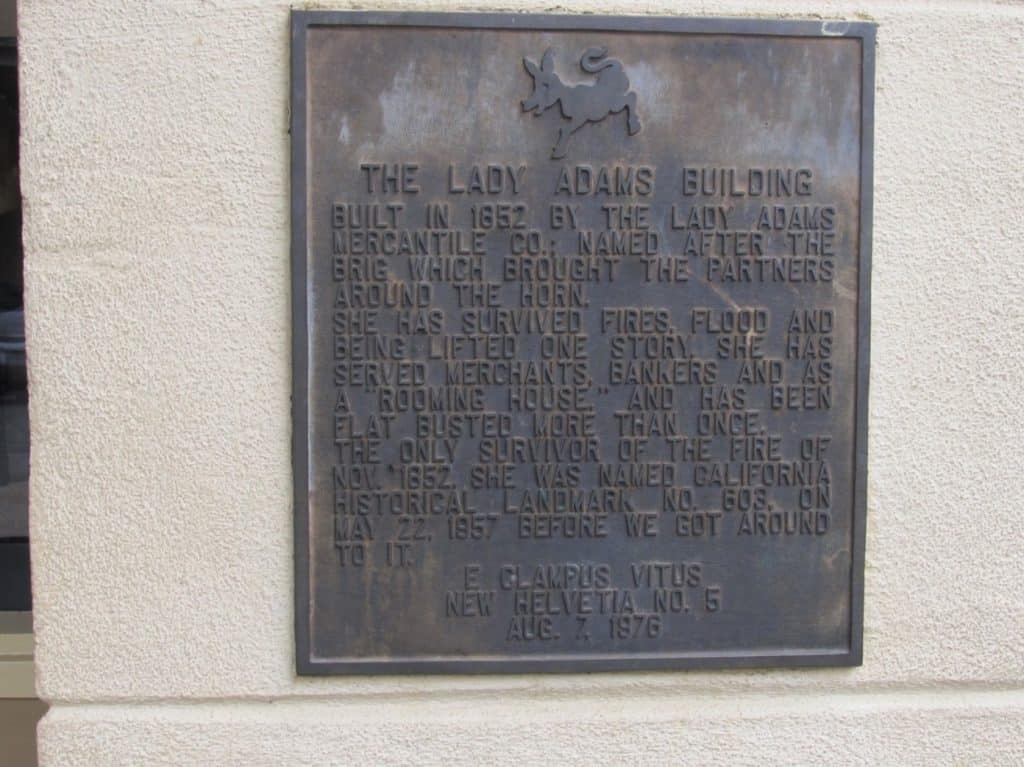 THE LADY ADAMS BUILDING
BUILT IN 1852 BY THE LADY ADAMS
MERCANTILE CO.; NAMED AFTER THE
BRIG WHICH BROUGHT THE PARTNERS
AROUND THE HORN.
SHE HAS SURVIVED FIRES, FLOOD AND
BEING LIFTED ONE STORY. SHE HAS
SERVED MERCHANTS, BANKERS AND AS
A "ROOMING HOUSE," AND HAS BEEN
FLAT BUSTED MORE THAN ONCE.
THE ONLY SURVIVOR OF THE FIRE OF
NOV. 1852, SHE WAS NAMED CALIFORNIA
HISTORICAL LANDMARK NO. 603, ON
MAY 22, 1957 BEFORE WE GOT AROUND
TO IT.
E CLAMPUS VITUS
NEW HELVETIA NO. 5
AUG. 7, 1976